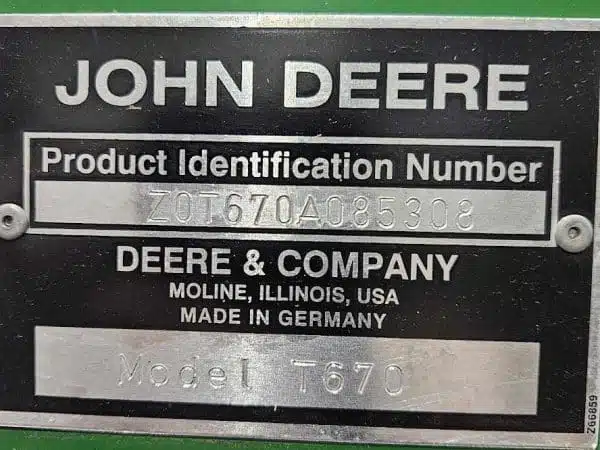 JOHN DEERE
Product Identification Number
Z0T670A085308
DEERE & COMPANY
MOLINE, ILLINOIS, USA
MADE IN GERMANY
Model T670
Z66859